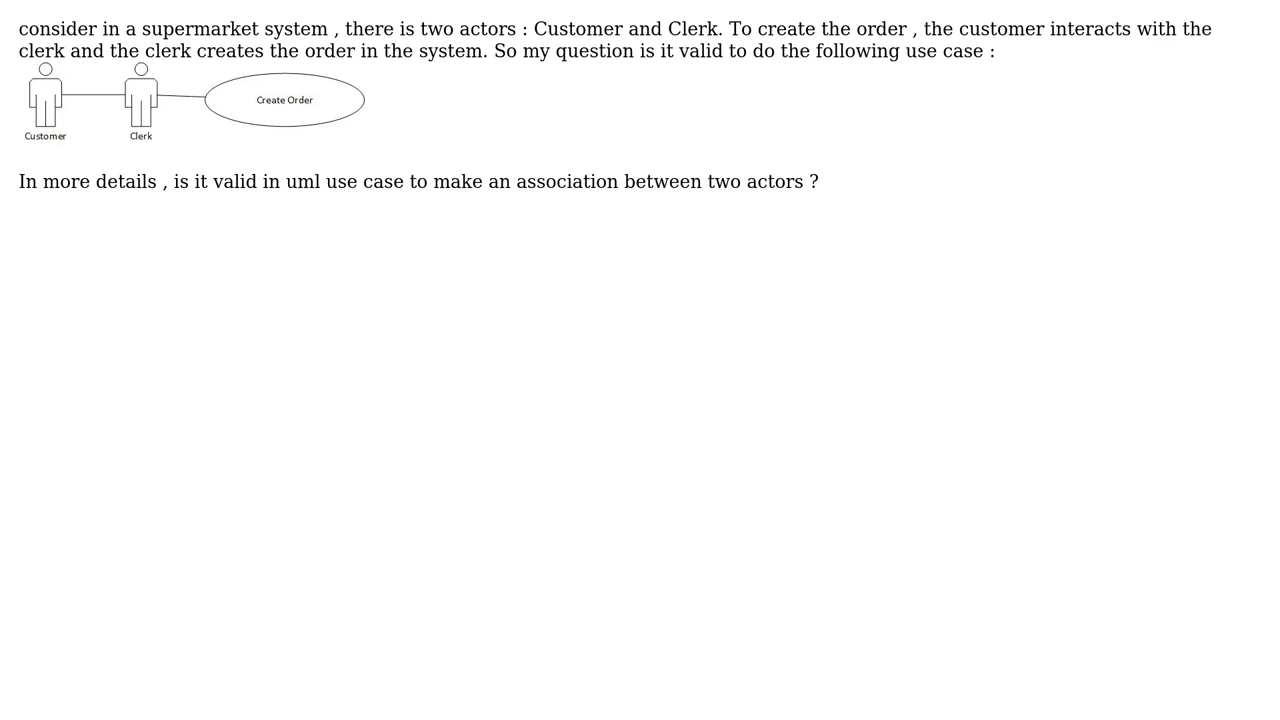 consider in a supermarket system , there is two actors : Customer and Clerk. To create the order , the customer interacts with the
clerk and the clerk creates the order in the system. So my question is it valid to do the following use case :
Create Order
Customer
Clerk
In more details , is it valid in uml use case to make an association between two actors ?